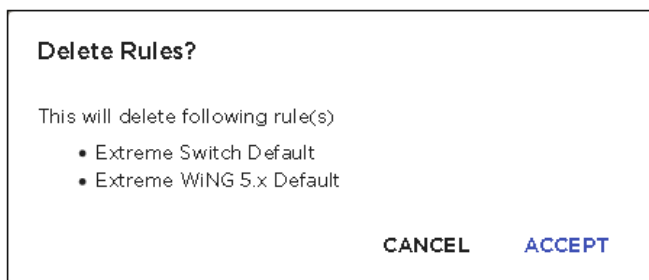 Delete Rules?
This will delete following rule(s)
• Extreme Switch Default
• Extreme WiNG 5.x Default
CANCEL ACCEPT